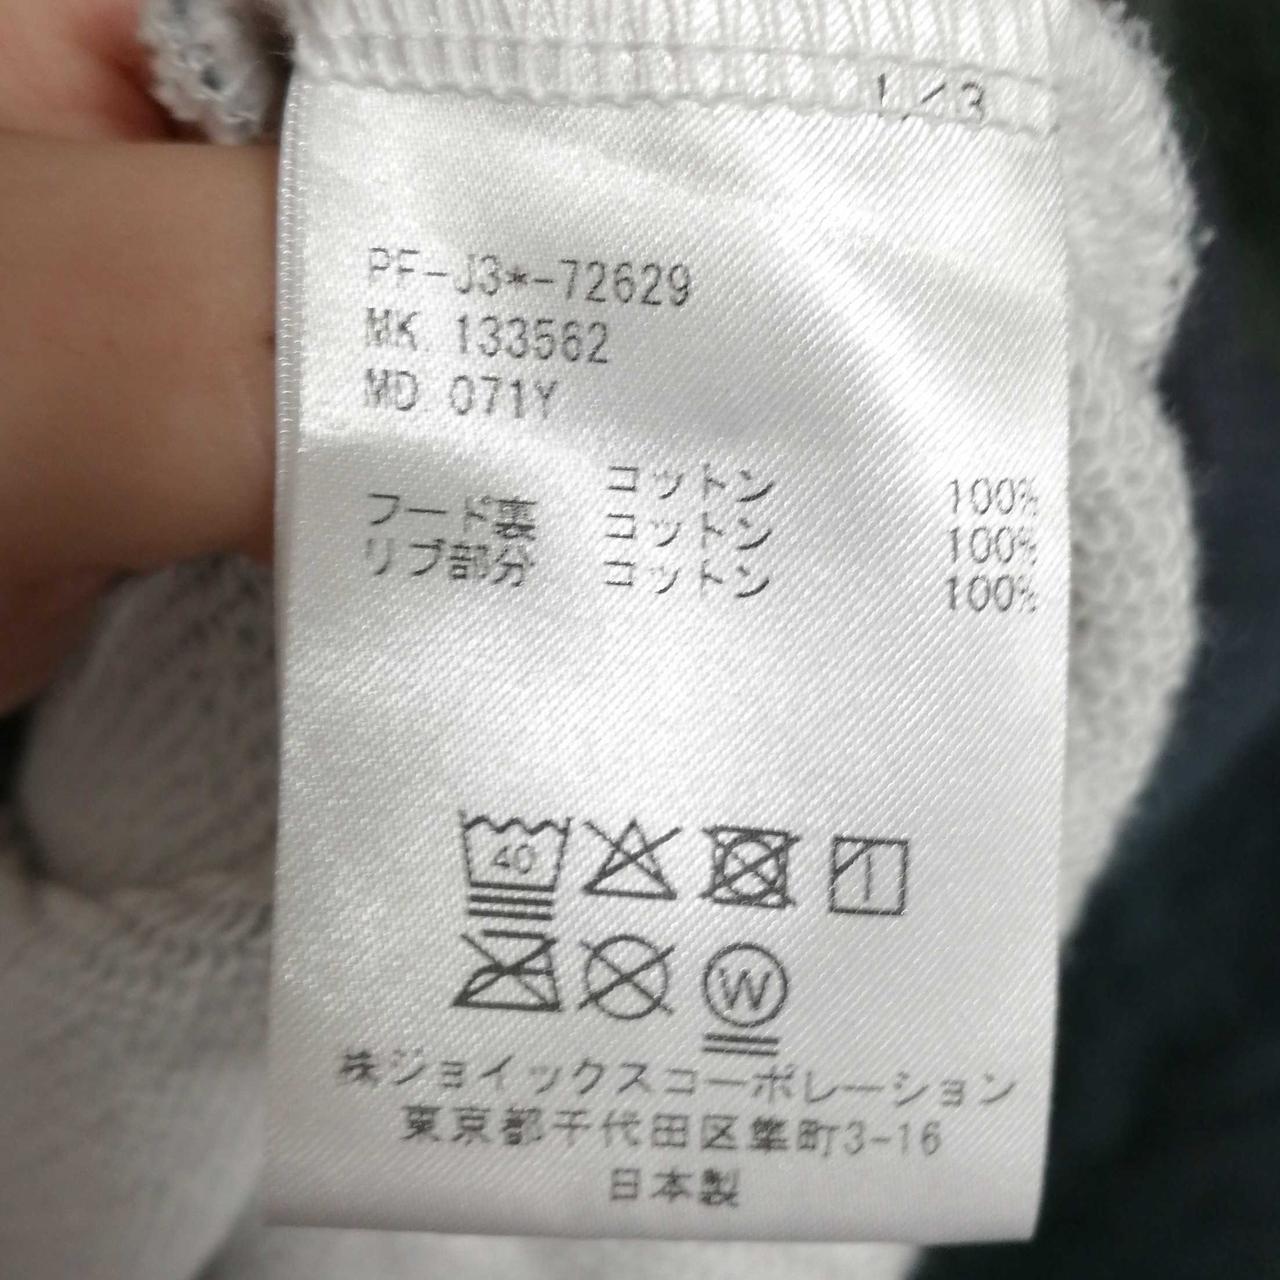 L/3
PF-J3*-72629
MK 133562
MD 071Y
コットン 100%
フード裏 コットン 100%
リブ部分 コットン 100%
40
W
株ジョイックスコーポレーション
東京都千代田区隼町3-16
日本製